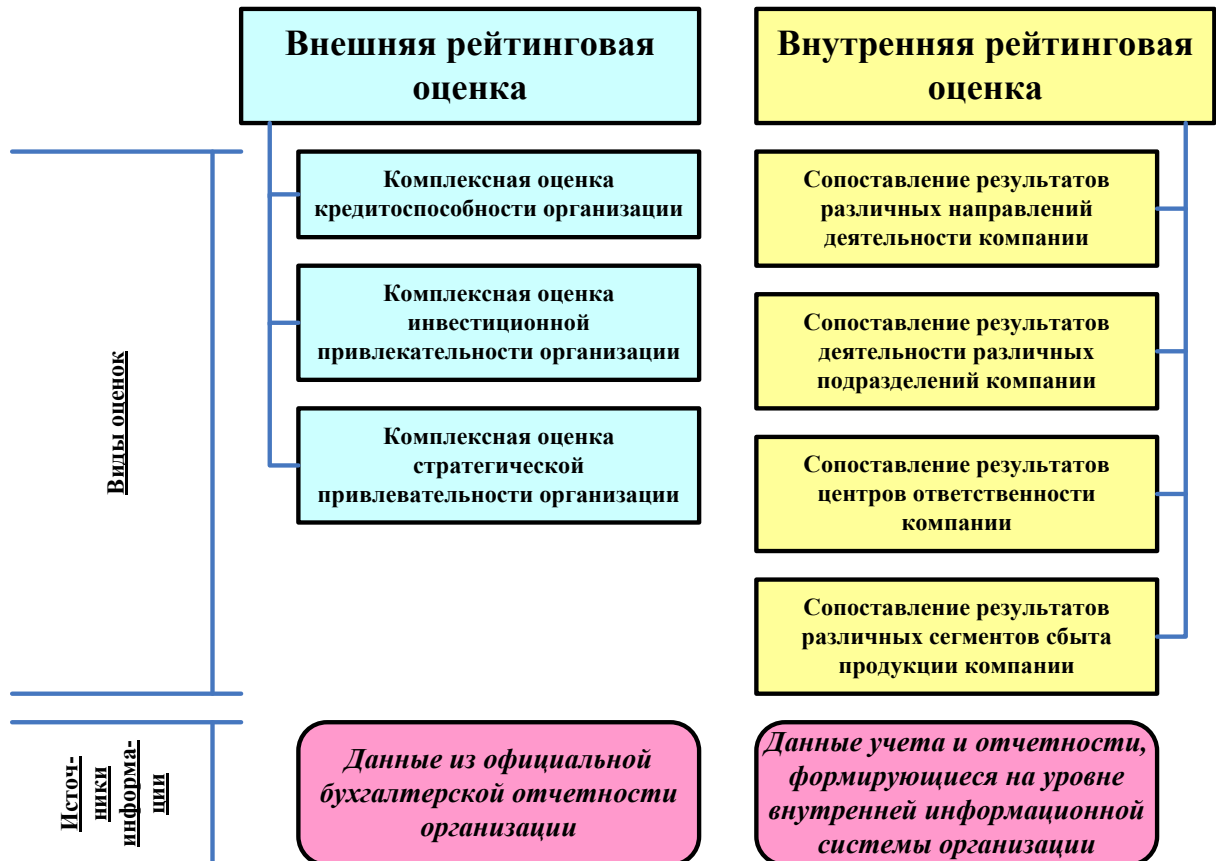 Внешняя рейтинговая
оценка
Внутренняя рейтинговая
оценка
Виды оценок
Комплексная оценка
кредитоспособности организации
Комплексная оценка
инвестиционной
привлекательности организации
Комплексная оценка
стратегической
привлевательности организации
Сопоставление результатов
различных направлений
деятельности компании
Сопоставление результатов
деятельности различных
подразделений компании
Сопоставление результатов
центров ответственности
компании
Сопоставление результатов
различных сегментов сбыта
продукции компании
Источ-
ники
информа-
ции
Данные из официальной
бухгалтерской отчетности
организации
Данные учета и отчетности,
формирующиеся на уровне
внутренней информационной
системы организации